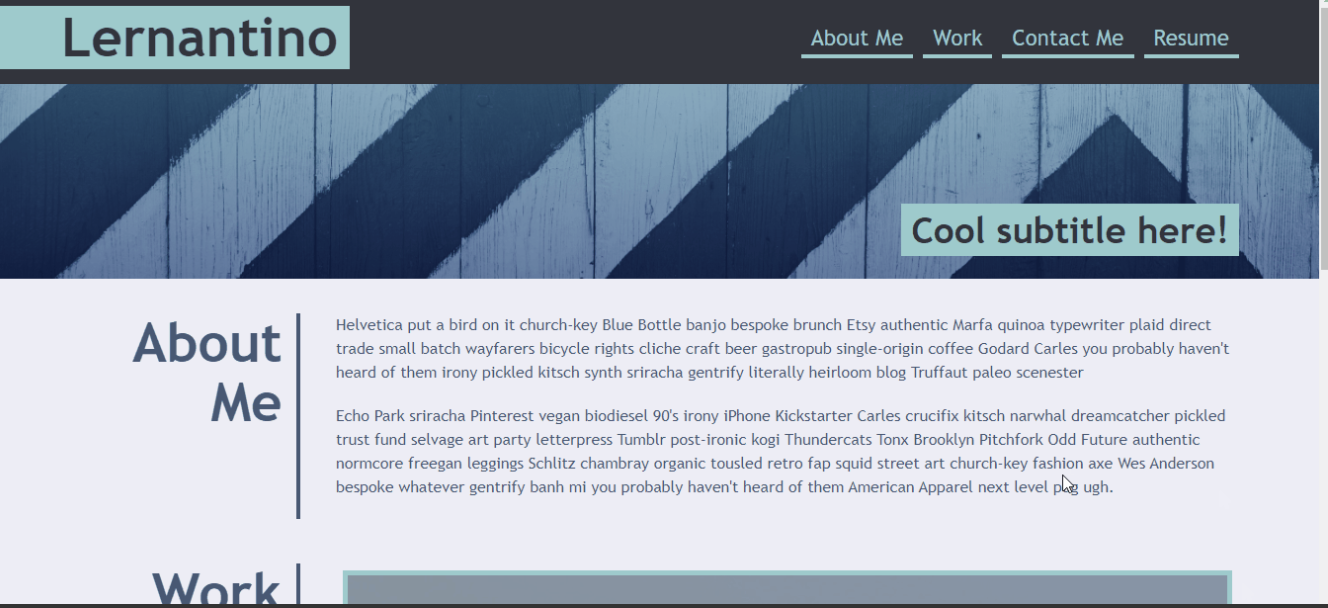 Lernantino
About Me Work Contact Me Resume
Cool subtitle here!
About
Me
Helvetica put a bird on it church-key Blue Bottle banjo bespoke brunch Etsy authentic Marfa quinoa typewriter plaid direct
trade small batch wayfarers bicycle rights cliche craft beer gastropub single-origin coffee Godard Carles you probably haven't
heard of them irony pickled kitsch synth sriracha gentrify literally heirloom blog Truffaut paleo scenester
Echo Park sriracha Pinterest vegan biodiesel 90's irony iPhone Kickstarter Carles crucifix kitsch narwhal dreamcatcher pickled
trust fund selvage art party letterpress Tumblr post-ironic kogi Thundercats Tonx Brooklyn Pitchfork Odd Future authentic
normcore freegan leggings Schlitz chambray organic tousled retro fap squid street art church-key fashion axe Wes Anderson
bespoke whatever gentrify banh mi you probably haven't heard of them American Apparel next level pug ugh.
Work